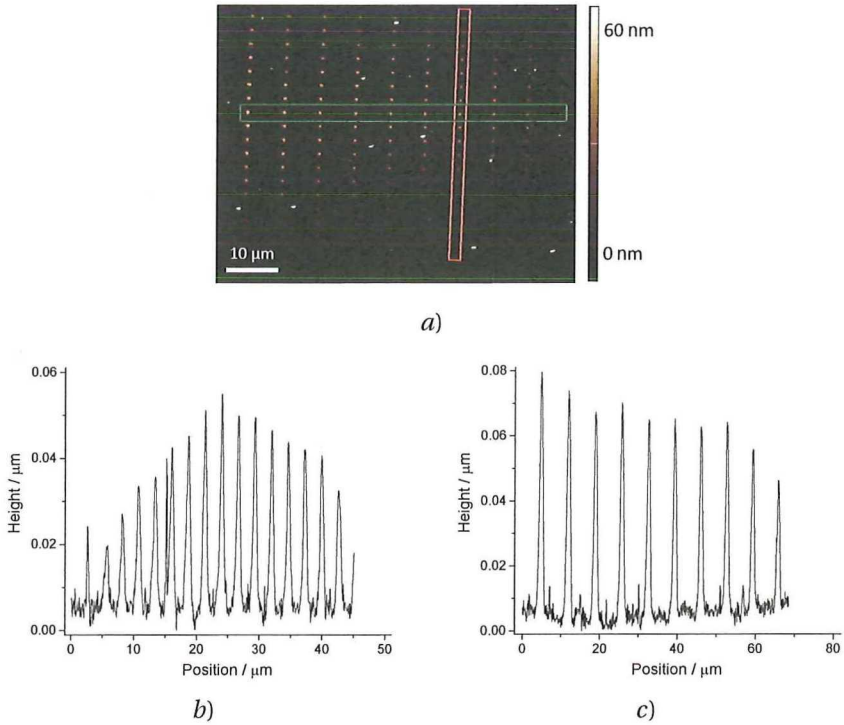 60 nm
10 µm
0 nm
a)
0.06
0.04
0.02
0.00
Height / µm
0 10 20 30 40 50
Position / µm
b)
0.08
0.06
0.04
0.02
0.00
Height / µm
0 20 40 60 80
Position / µm
c)